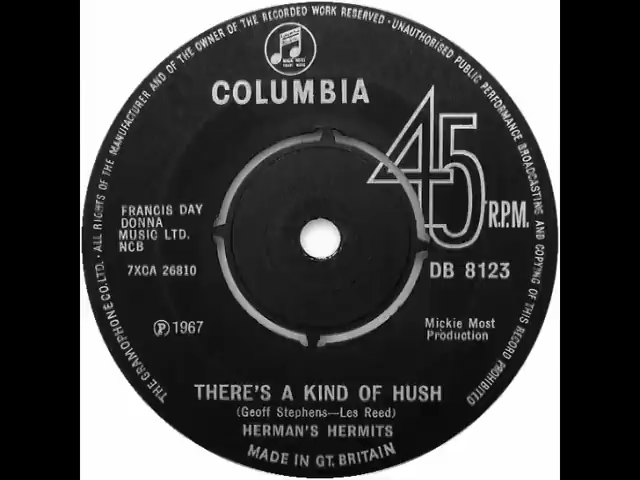 THE GRAMOPHONE CO. LTD. · ALL RIGHTS OF THE MANUFACTURER AND OF THE OWNER OF THE RECORDED WORK RESERVED · UNAUTHORISED PUBLIC PERFORMANCE BROADCASTING AND COPYING OF THIS RECORD PROHIBITED
COLUMBIA
45
R.P.M.
FRANCIS DAY
DONNA
MUSIC LTD.
NCB
7XCA 26810
DB 8123
Ⓟ 1967
Mickie Most
Production
THERE'S A KIND OF HUSH
(Geoff Stephens—Les Reed)
HERMAN'S HERMITS
MADE IN GT. BRITAIN